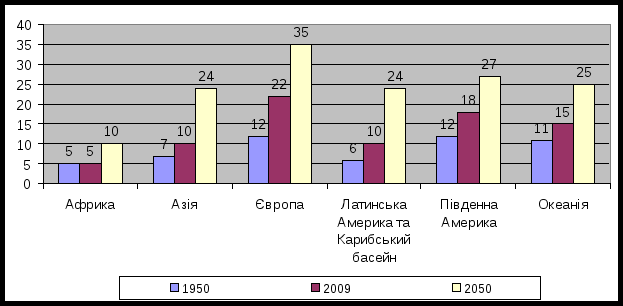 40
35
30
25
20
15
10
5
0
5 5 10
7 10 24
12 22 35
6 10 24
12 18 27
11 15 25
Африка Азія Європа Латинська Південна Океанія
Америка та Америка
Карибський
басейн
1950 2009 2050